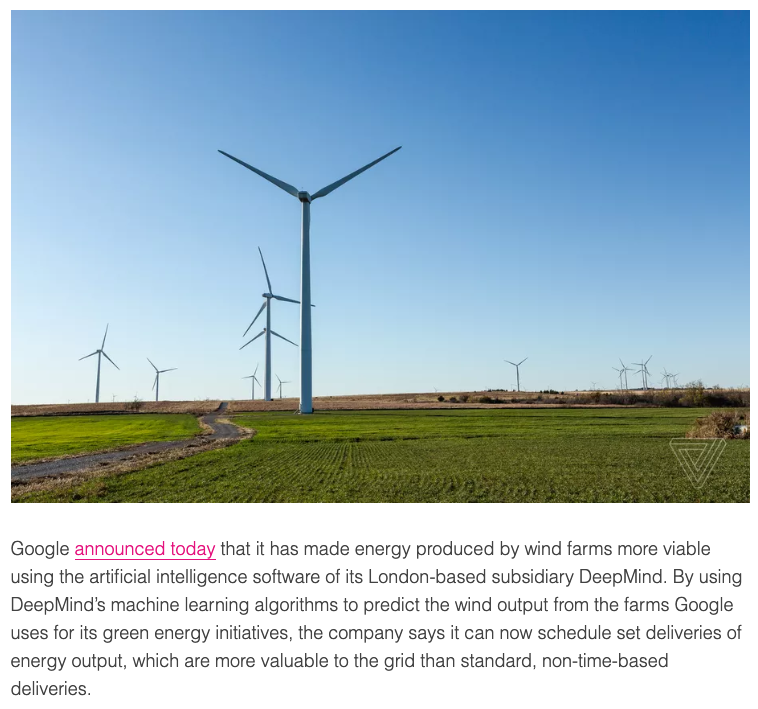 Google announced today that it has made energy produced by wind farms more viable
using the artificial intelligence software of its London-based subsidiary DeepMind. By using
DeepMind’s machine learning algorithms to predict the wind output from the farms Google
uses for its green energy initiatives, the company says it can now schedule set deliveries of
energy output, which are more valuable to the grid than standard, non-time-based
deliveries.